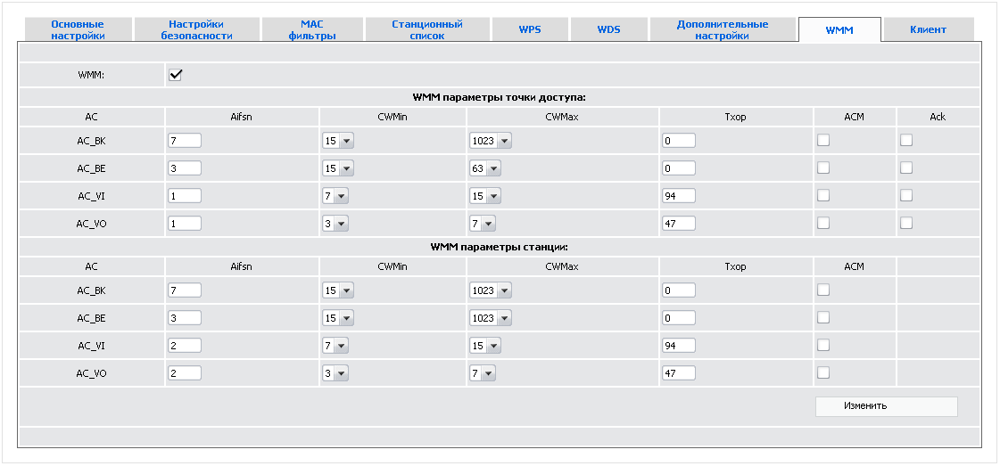 Основные настройки Настройки безопасности MAC фильтры Станционный список WPS WDS Дополнительные настройки WMM Клиент
WMM:
WMM параметры точки доступа:
AC Aifsn CWMin CWMax Txop ACM Ack
AC_BK 7 15 1023 0
AC_BE 3 15 63 0
AC_VI 1 7 15 94
AC_VO 1 3 7 47
WMM параметры станции:
AC Aifsn CWMin CWMax Txop ACM
AC_BK 7 15 1023 0
AC_BE 3 15 1023 0
AC_VI 2 7 15 94
AC_VO 2 3 7 47
Изменить